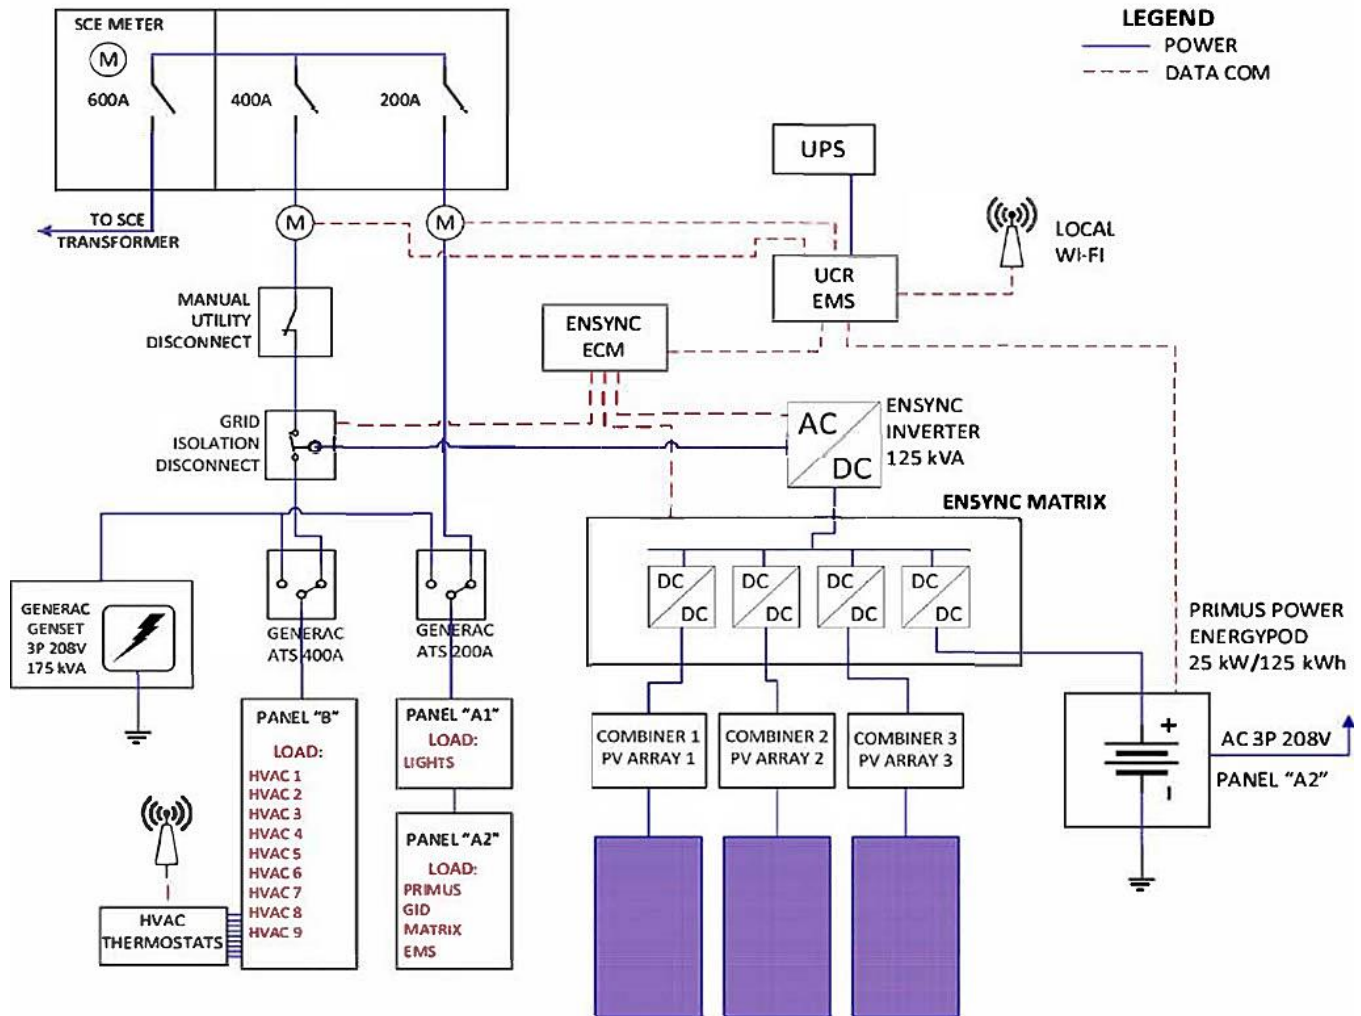 LEGEND
POWER
DATA COM
SCE METER
M
600A
400A
200A
TO SCE
TRANSFORMER
M
M
UPS
LOCAL
WI-FI
UCR
EMS
MANUAL
UTILITY
DISCONNECT
ENSYNC
ECM
GRID
ISOLATION
DISCONNECT
AC
DC
ENSYNC
INVERTER
125 kVA
ENSYNC MATRIX
DC
DC
DC
DC
DC
DC
DC
DC
GENERAC
GENSET
3P 208V
175 kVA
GENERAC
ATS 400A
GENERAC
ATS 200A
PRIMUS POWER
ENERGYPOD
25 kW/125 kWh
PANEL "B"
LOAD:
HVAC 1
HVAC 2
HVAC 3
HVAC 4
HVAC 5
HVAC 6
HVAC 7
HVAC 8
HVAC 9
PANEL "A1"
LOAD:
LIGHTS
PANEL "A2"
LOAD:
PRIMUS
GID
MATRIX
EMS
COMBINER 1
PV ARRAY 1
COMBINER 2
PV ARRAY 2
COMBINER 3
PV ARRAY 3
+
-
AC 3P 208V
PANEL "A2"
HVAC
THERMOSTATS